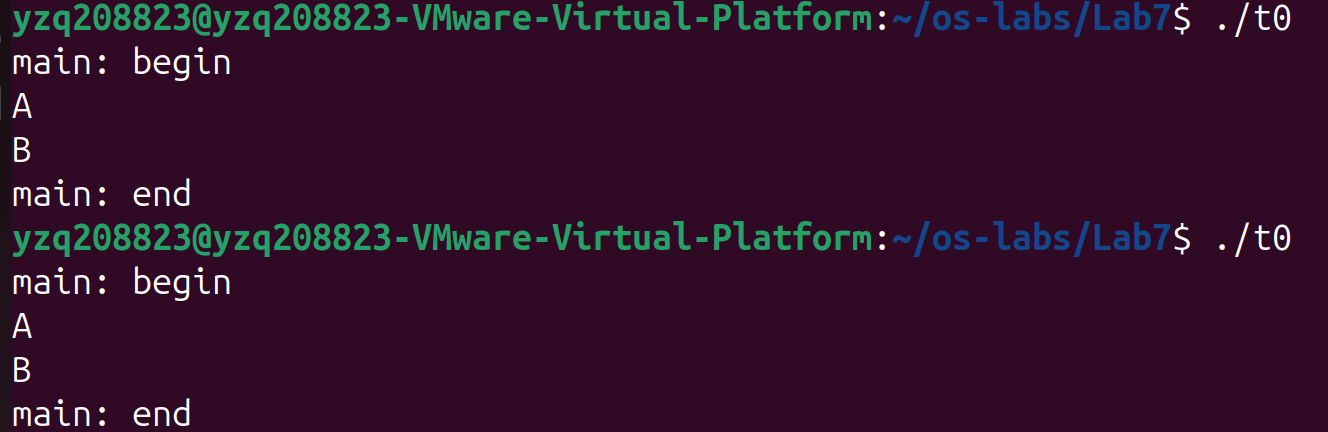 yzq208823@yzq208823-VMware-Virtual-Platform:~/os-labs/Lab7$ ./t0
main: begin
A
B
main: end
yzq208823@yzq208823-VMware-Virtual-Platform:~/os-labs/Lab7$ ./t0
main: begin
A
B
main: end